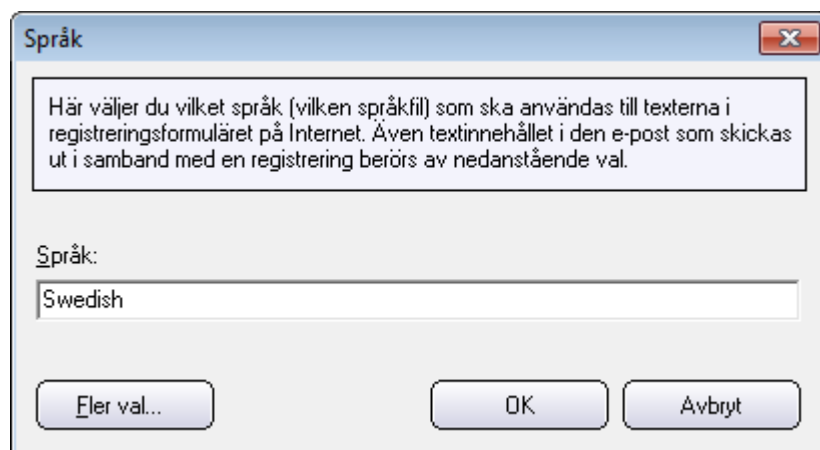 Språk
Här väljer du vilket språk (vilken språkfil) som ska användas till texterna i
registreringsformuläret på Internet. Även textinnehållet i den e-post som skickas
ut i samband med en registrering berörs av nedanstående val.
Språk:
Swedish
Fler val...
OK
Avbryt